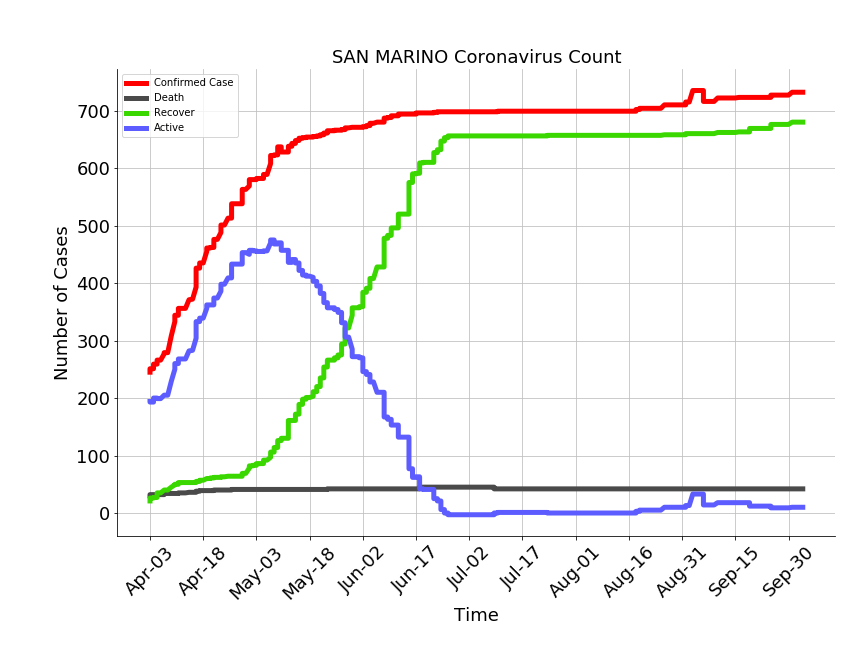 SAN MARINO Coronavirus Count
Confirmed Case
Death
Recover
Active
Number of Cases
700
600
500
400
300
200
100
0
Apr-03
Apr-18
May-03
May-18
Jun-02
Jun-17
Jul-02
Jul-17
Aug-01
Aug-16
Aug-31
Sep-15
Sep-30
Time